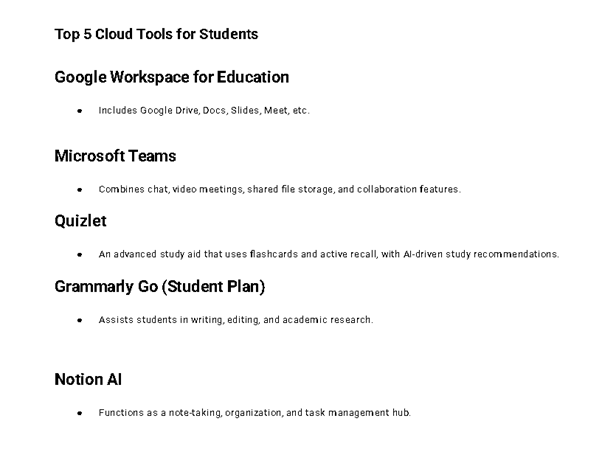 Top 5 Cloud Tools for Students
Google Workspace for Education
• Includes Google Drive, Docs, Slides, Meet, etc.
Microsoft Teams
• Combines chat, video meetings, shared file storage, and collaboration features.
Quizlet
• An advanced study aid that uses flashcards and active recall, with AI-driven study recommendations.
Grammarly Go (Student Plan)
• Assists students in writing, editing, and academic research.
Notion AI
• Functions as a note-taking, organization, and task management hub.